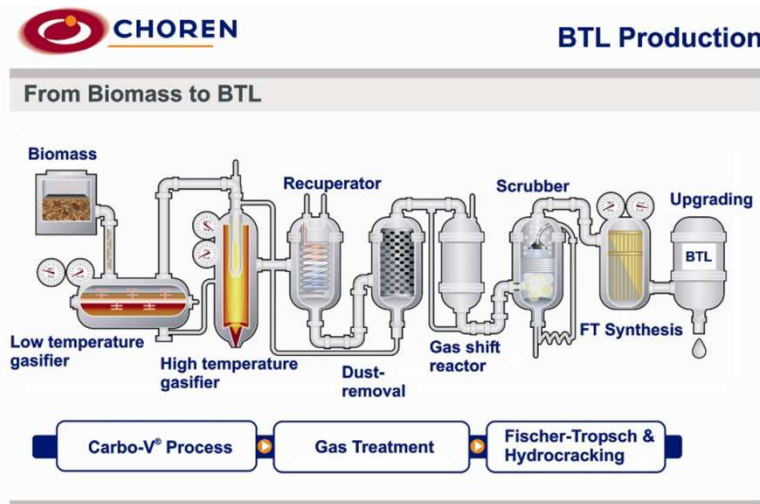 CHOREN
BTL Production
From Biomass to BTL
Biomass
Recuperator
Scrubber
Upgrading
BTL
Low temperature
gasifier
High temperature
gasifier
Dust-
removal
Gas shift
reactor
FT Synthesis
Carbo-V® Process
Gas Treatment
Fischer-Tropsch &
Hydrocracking